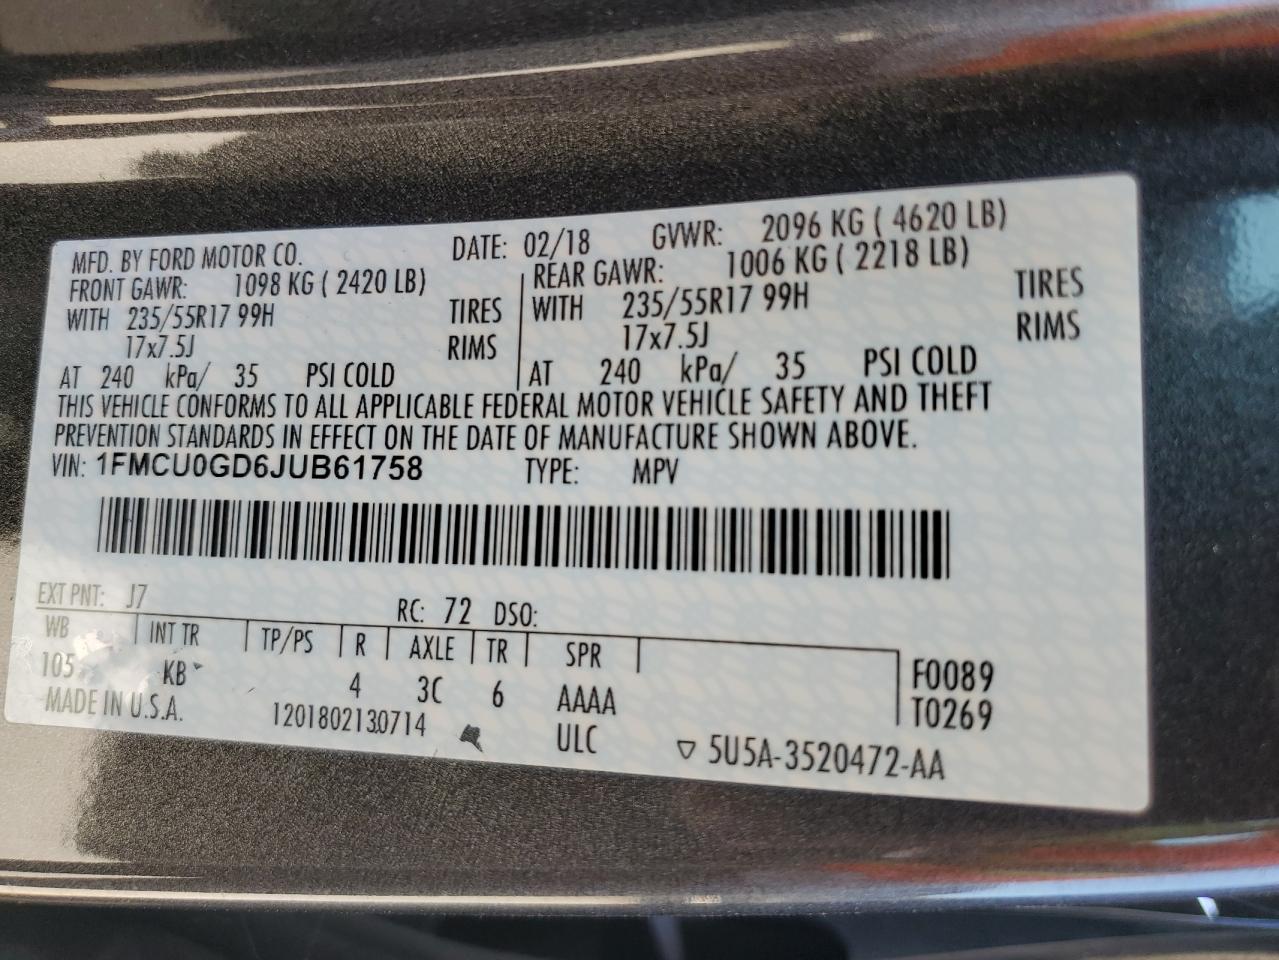 MFD. BY FORD MOTOR CO. DATE: 02/18 GVWR: 2096 KG ( 4620 LB)
FRONT GAWR: 1098 KG ( 2420 LB) REAR GAWR: 1006 KG ( 2218 LB)
WITH 235/55R17 99H TIRES WITH 235/55R17 99H TIRES
17x7.5J RIMS 17x7.5J RIMS
AT 240 kPa/ 35 PSI COLD AT 240 kPa/ 35 PSI COLD
THIS VEHICLE CONFORMS TO ALL APPLICABLE FEDERAL MOTOR VEHICLE SAFETY AND THEFT
PREVENTION STANDARDS IN EFFECT ON THE DATE OF MANUFACTURE SHOWN ABOVE.
VIN: 1FMCU0GD6JUB61758 TYPE: MPV
EXT PNT: J7 RC: 72 DSO:
WB INT TR TP/PS R AXLE TR SPR
105 KB 4 3C 6 AAAA F0089
MADE IN U.S.A. 1201802130714 ULC T0269
▽ 5U5A-3520472-AA